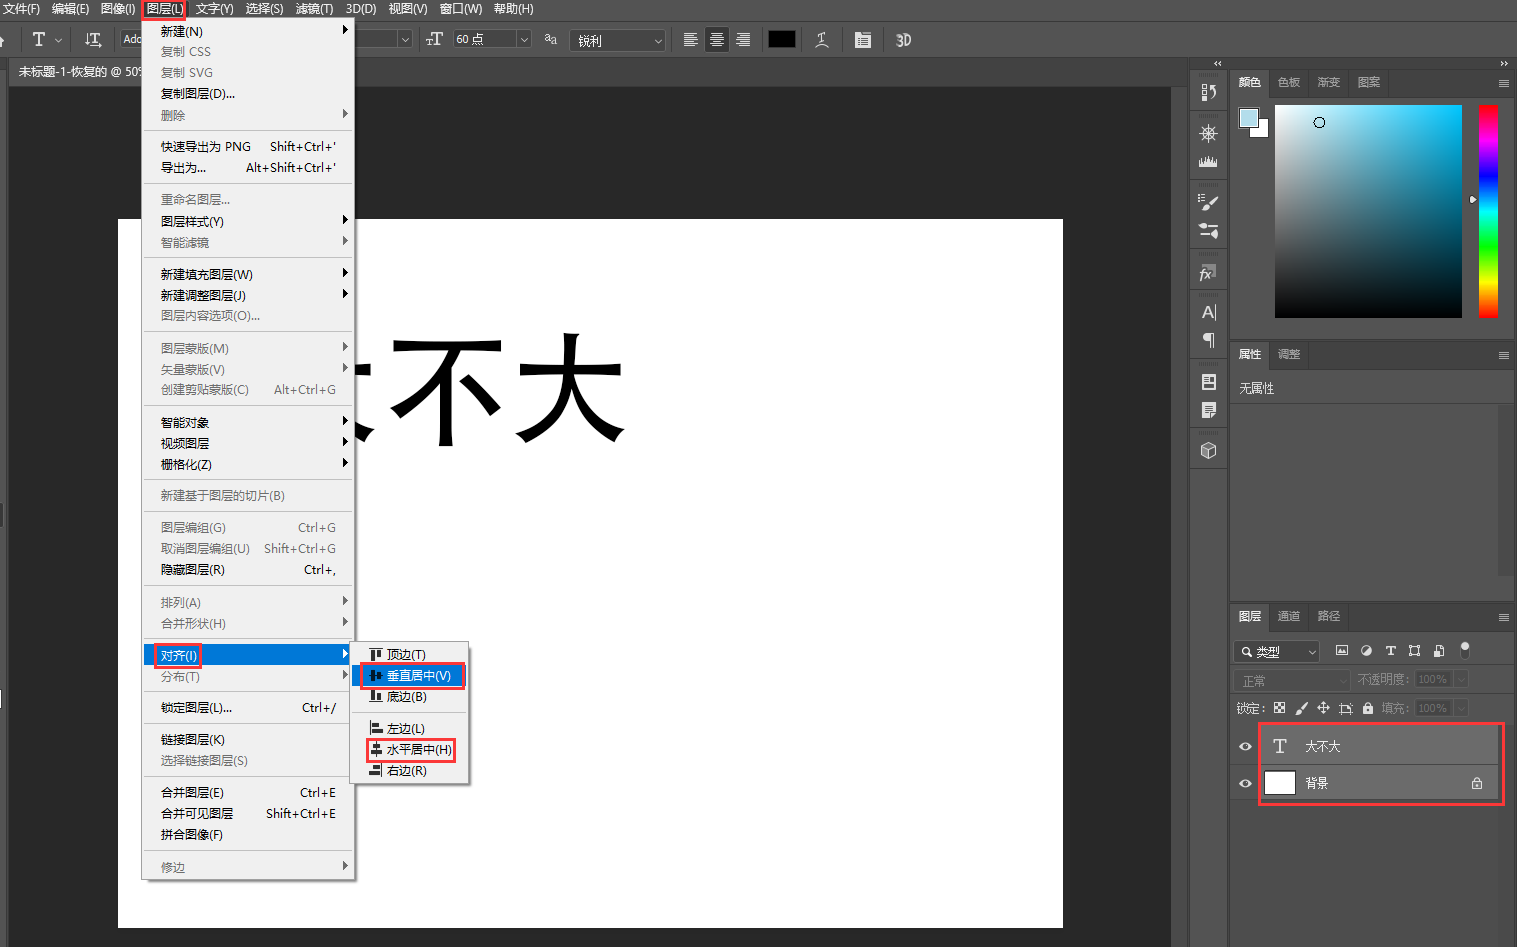 文件(F) 编辑(E) 图像(I) 图层(L) 文字(Y) 选择(S) 滤镜(T) 3D(D) 视图(V) 窗口(W) 帮助(H)
T Ado 60 点 aa 锐利 3D
未标题-1-恢复的 @ 50%
新建(N)
复制 CSS
复制 SVG
复制图层(D)...
删除
快速导出为 PNG Shift+Ctrl+'
导出为... Alt+Shift+Ctrl+'
重命名图层...
图层样式(Y)
智能滤镜
新建填充图层(W)
新建调整图层(J)
图层内容选项(O)...
图层蒙版(M)
矢量蒙版(V)
创建剪贴蒙版(C) Alt+Ctrl+G
智能对象
视频图层
栅格化(Z)
新建基于图层的切片(B)
图层编组(G) Ctrl+G
取消图层编组(U) Shift+Ctrl+G
隐藏图层(R) Ctrl+,
排列(A)
合并形状(H)
对齐(I)
分布(T)
锁定图层(L)... Ctrl+/
链接图层(K)
选择链接图层(S)
合并图层(E) Ctrl+E
合并可见图层 Shift+Ctrl+E
拼合图像(F)
修边
顶边(T)
垂直居中(V)
底边(B)
左边(L)
水平居中(H)
右边(R)
大不大
颜色 色板 渐变 图案
属性 调整
无属性
图层 通道 路径
类型
正常 不透明度: 100%
锁定: 填充: 100%
T 大不大
背景